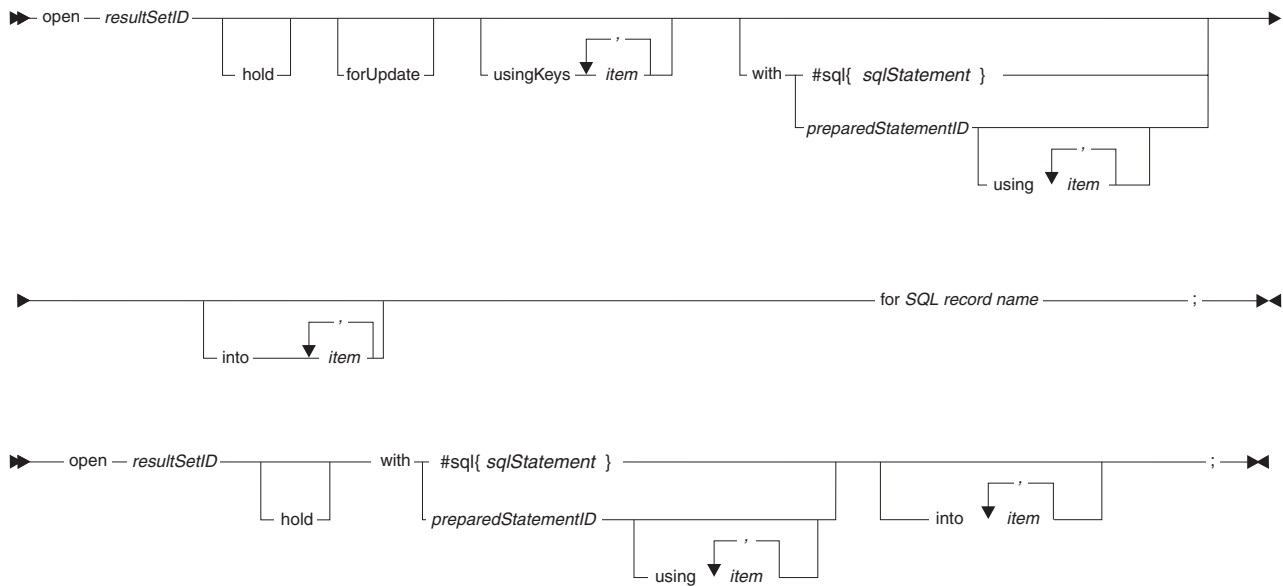 open resultSetID
hold
forUpdate
usingKeys item
,
with #sql{ sqlStatement }
preparedStatementID
using item
,
into item
,
for SQL record name ;
open resultSetID
hold
with #sql{ sqlStatement }
preparedStatementID
using item
,
into item
,
;